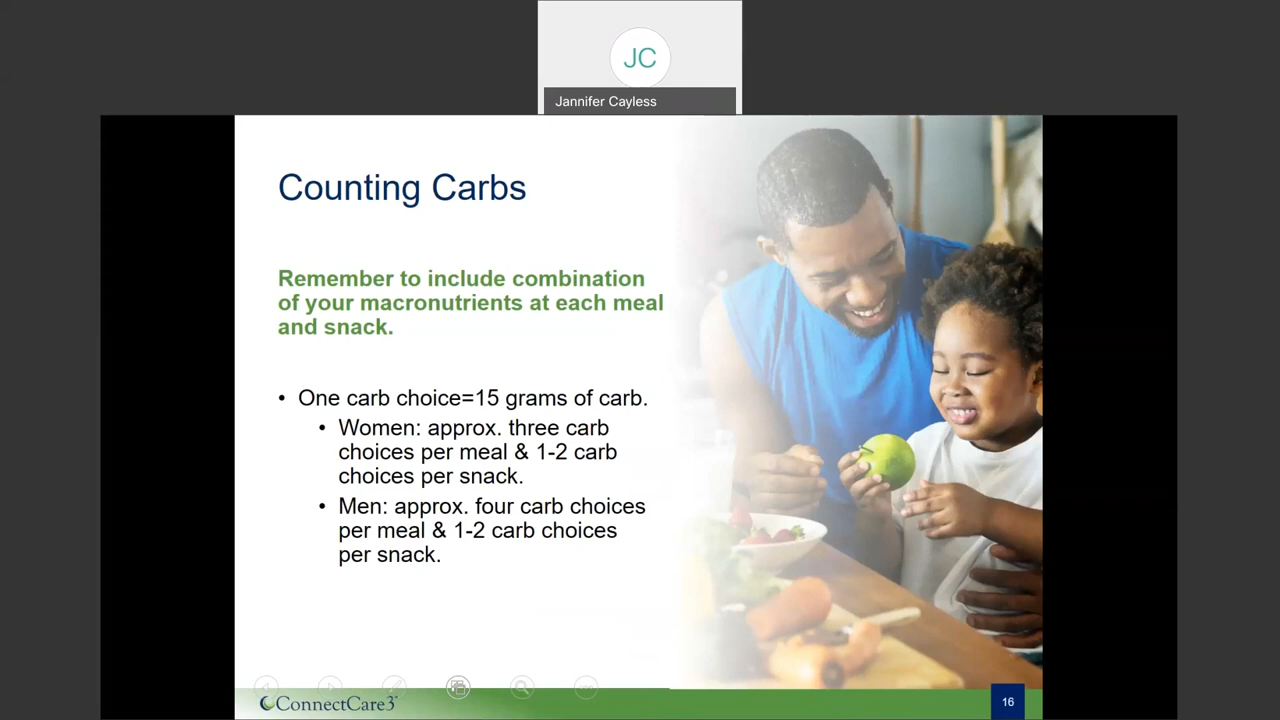 JC
Jannifer Cayless
Counting Carbs
Remember to include combination
of your macronutrients at each meal
and snack.
• One carb choice=15 grams of carb.
• Women: approx. three carb
choices per meal & 1-2 carb
choices per snack.
• Men: approx. four carb choices
per meal & 1-2 carb choices
per snack.
ConnectCare3
16